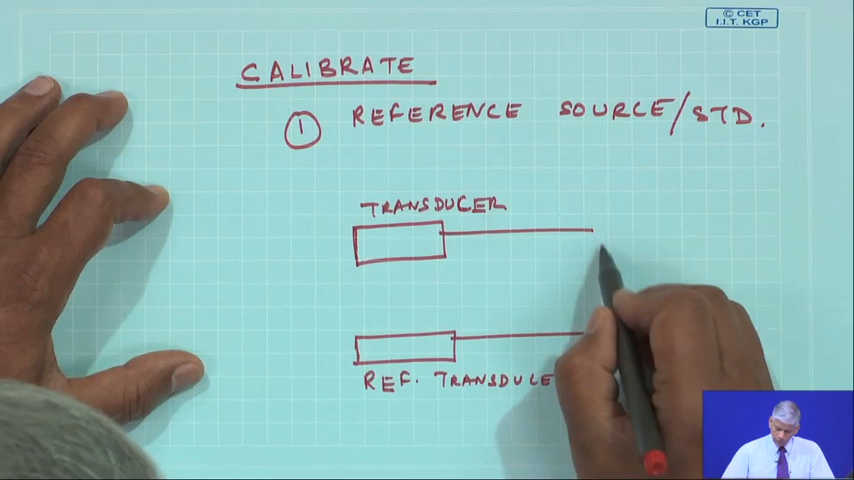 © CET
I.I.T. KGP
CALIBRATE
1 REFERENCE SOURCE/STD.
TRANSDUCER
REF. TRANSDUCE